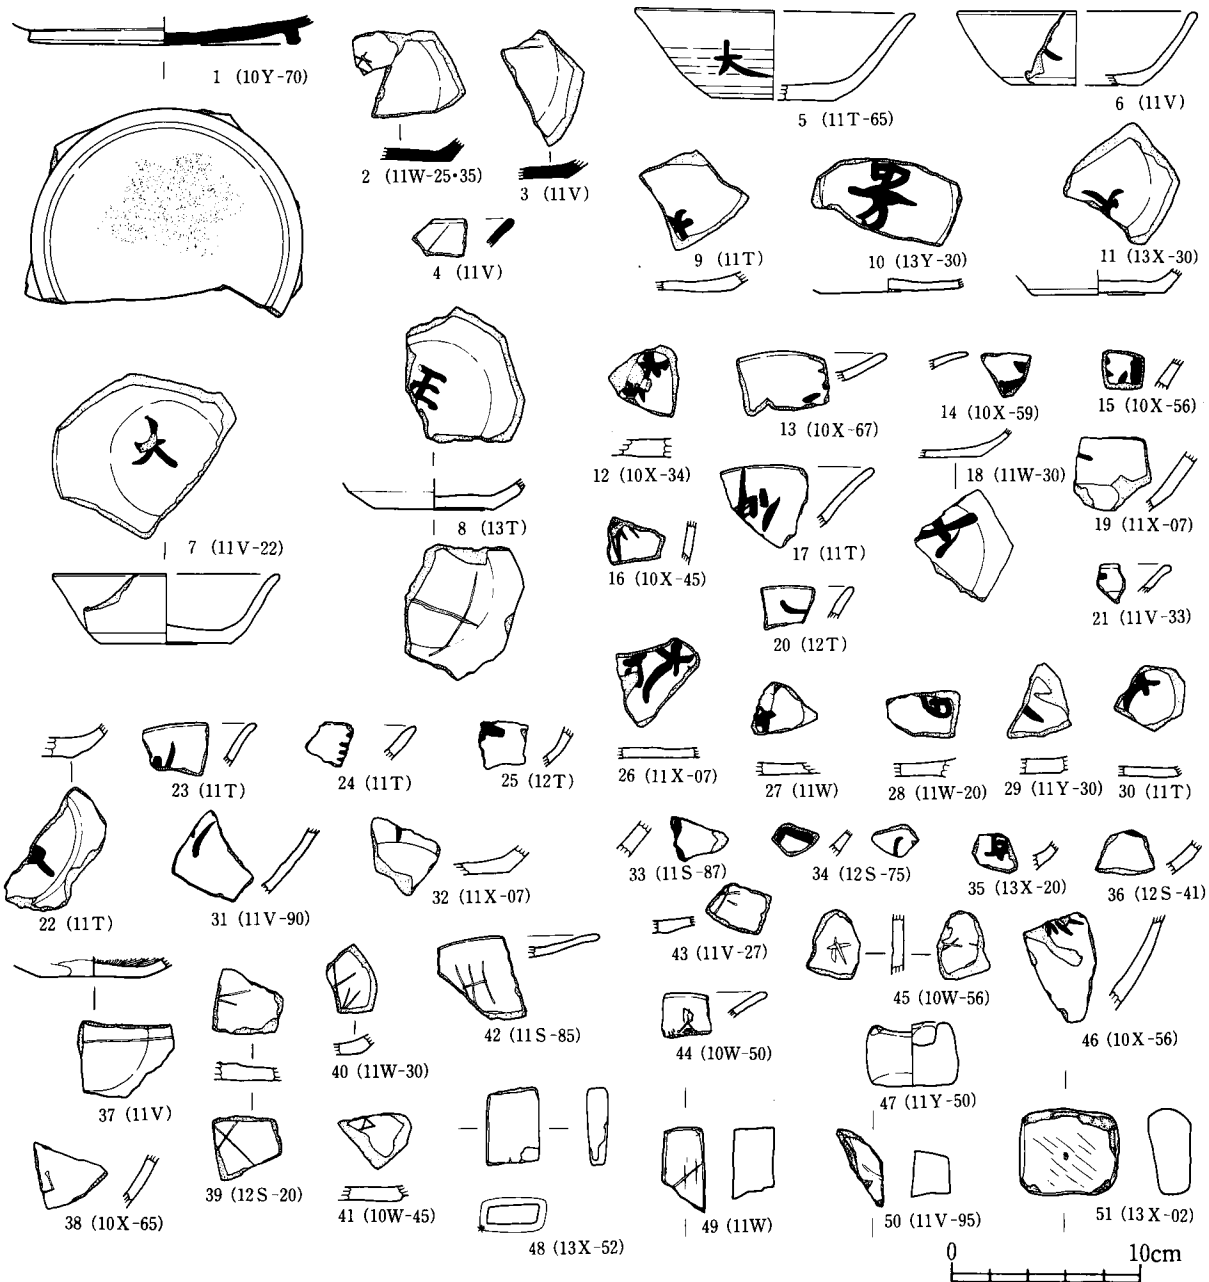 1 (10Y-70)
2 (11W-25•35)
3 (11V)
4 (11V)
大
5 (11T-65)
6 (11V)
9 (11T)
10 (13Y-30)
11 (13X-30)
大
7 (11V-22)
8 (13T)
12 (10X-34)
13 (10X-67)
14 (10X-59)
15 (10X-56)
16 (10X-45)
17 (11T)
18 (11W-30)
19 (11X-07)
20 (12T)
21 (11V-33)
22 (11T)
23 (11T)
24 (11T)
25 (12T)
26 (11X-07)
27 (11W)
28 (11W-20)
29 (11Y-30)
30 (11T)
31 (11V-90)
32 (11X-07)
33 (11S-87)
34 (12S-75)
35 (13X-20)
36 (12S-41)
37 (11V)
38 (10X-65)
39 (12S-20)
40 (11W-30)
41 (10W-45)
42 (11S-85)
43 (11V-27)
44 (10W-50)
45 (10W-56)
46 (10X-56)
47 (11Y-50)
48 (13X-52)
49 (11W)
50 (11V-95)
51 (13X-02)
0 10cm